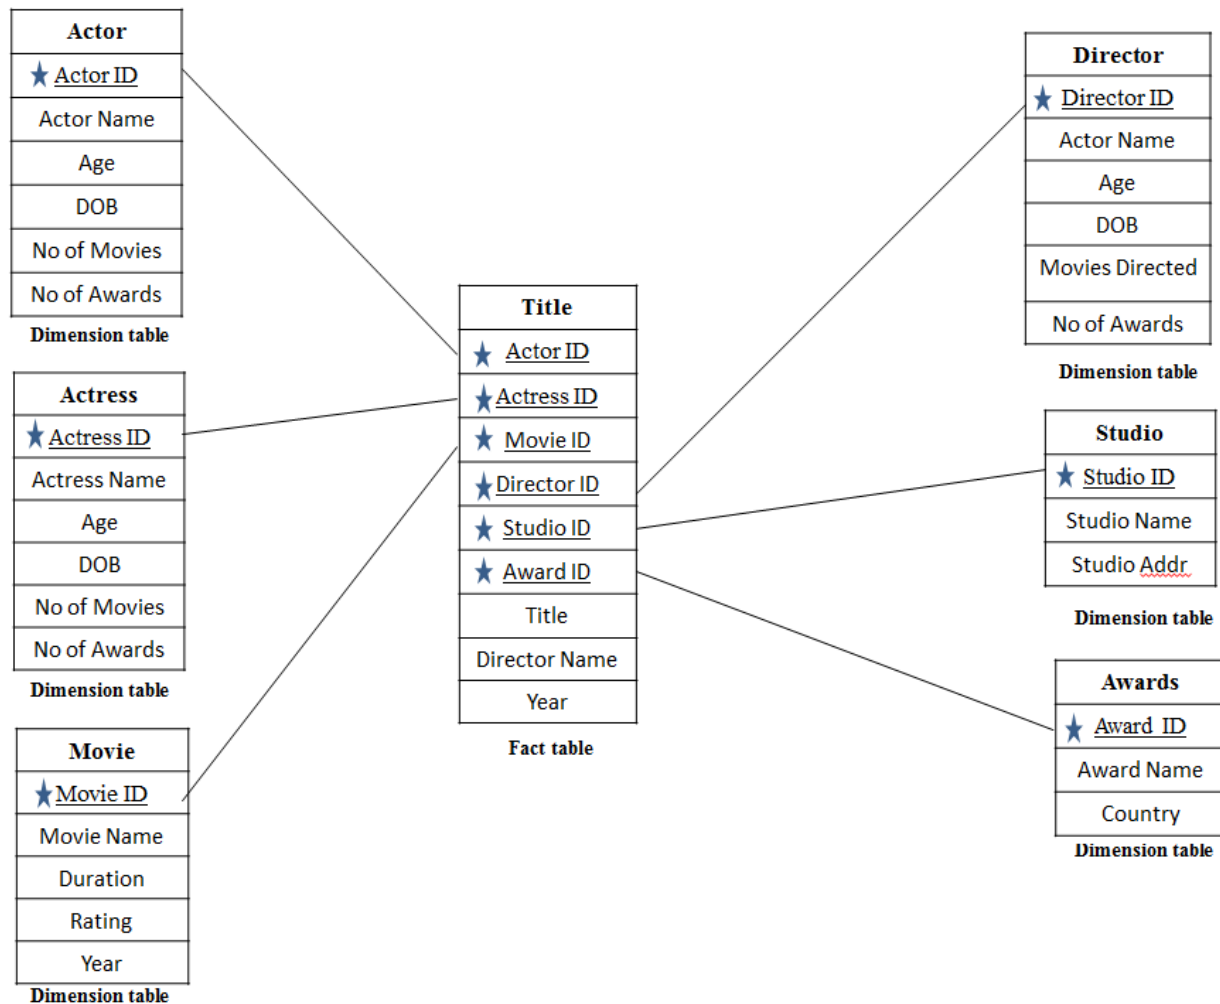 Actor
Actor ID
Actor Name
Age
DOB
No of Movies
No of Awards
Dimension table
Actress
Actress ID
Actress Name
Age
DOB
No of Movies
No of Awards
Dimension table
Movie
Movie ID
Movie Name
Duration
Rating
Year
Dimension table
Title
Actor ID
Actress ID
Movie ID
Director ID
Studio ID
Award ID
Title
Director Name
Year
Fact table
Director
Director ID
Actor Name
Age
DOB
Movies Directed
No of Awards
Dimension table
Studio
Studio ID
Studio Name
Studio Addr
Dimension table
Awards
Award ID
Award Name
Country
Dimension table